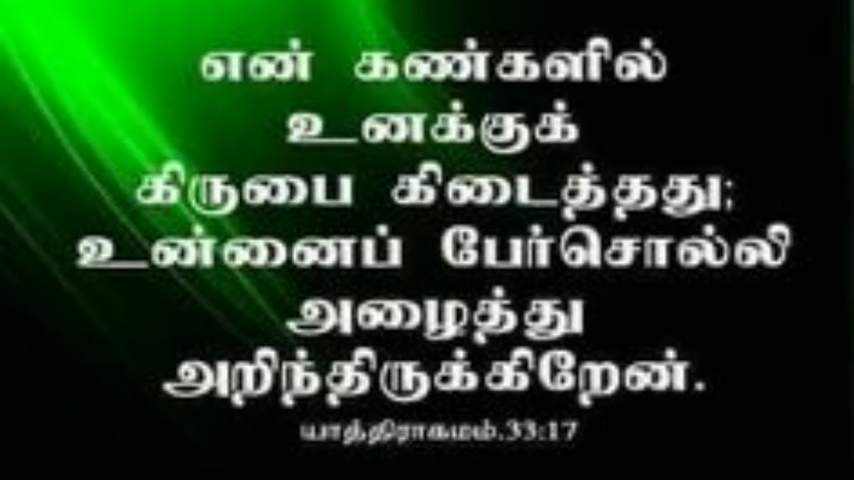 என் கண்களில்
உனக்குக்
கிருபை கிடைத்தது;
உன்னைப் பேர்சொல்லி
அழைத்து
அறிந்திருக்கிறேன்.
யாத்திராகமம்.33:17